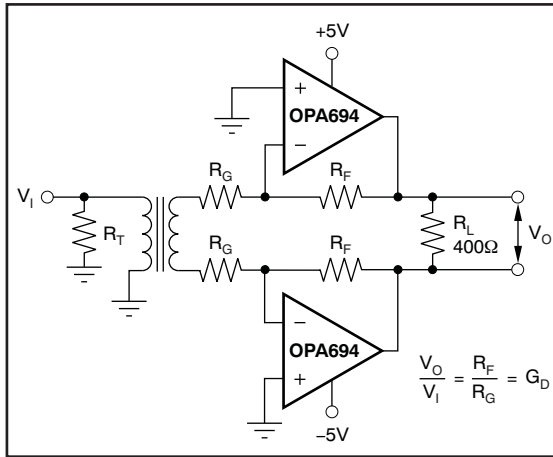 +5V
+
OPA694
−
R_G
R_F
V_I
R_T
R_L
400Ω
V_O
R_G
R_F
−
OPA694
+
−5V
V_O/V_I = R_F/R_G = G_D